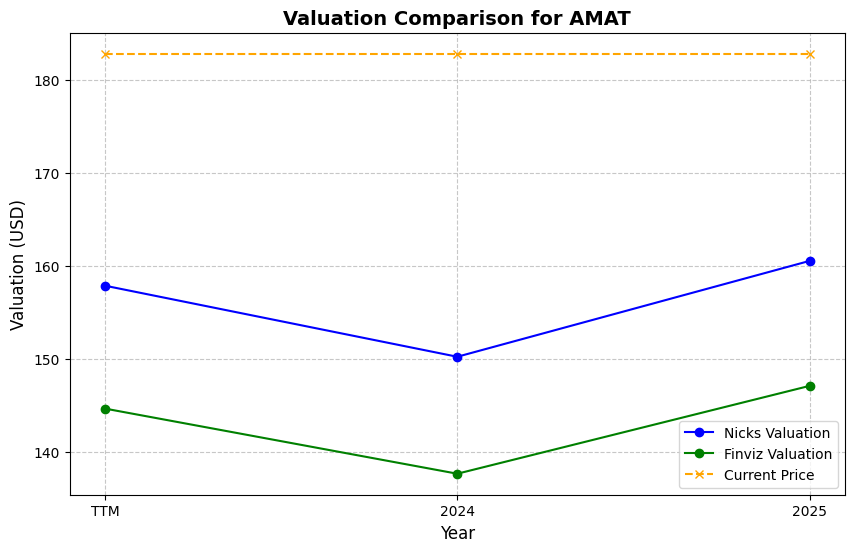 Valuation Comparison for AMAT
Valuation (USD)
180
170
160
150
140
TTM
2024
2025
Year
Nicks Valuation
Finviz Valuation
Current Price